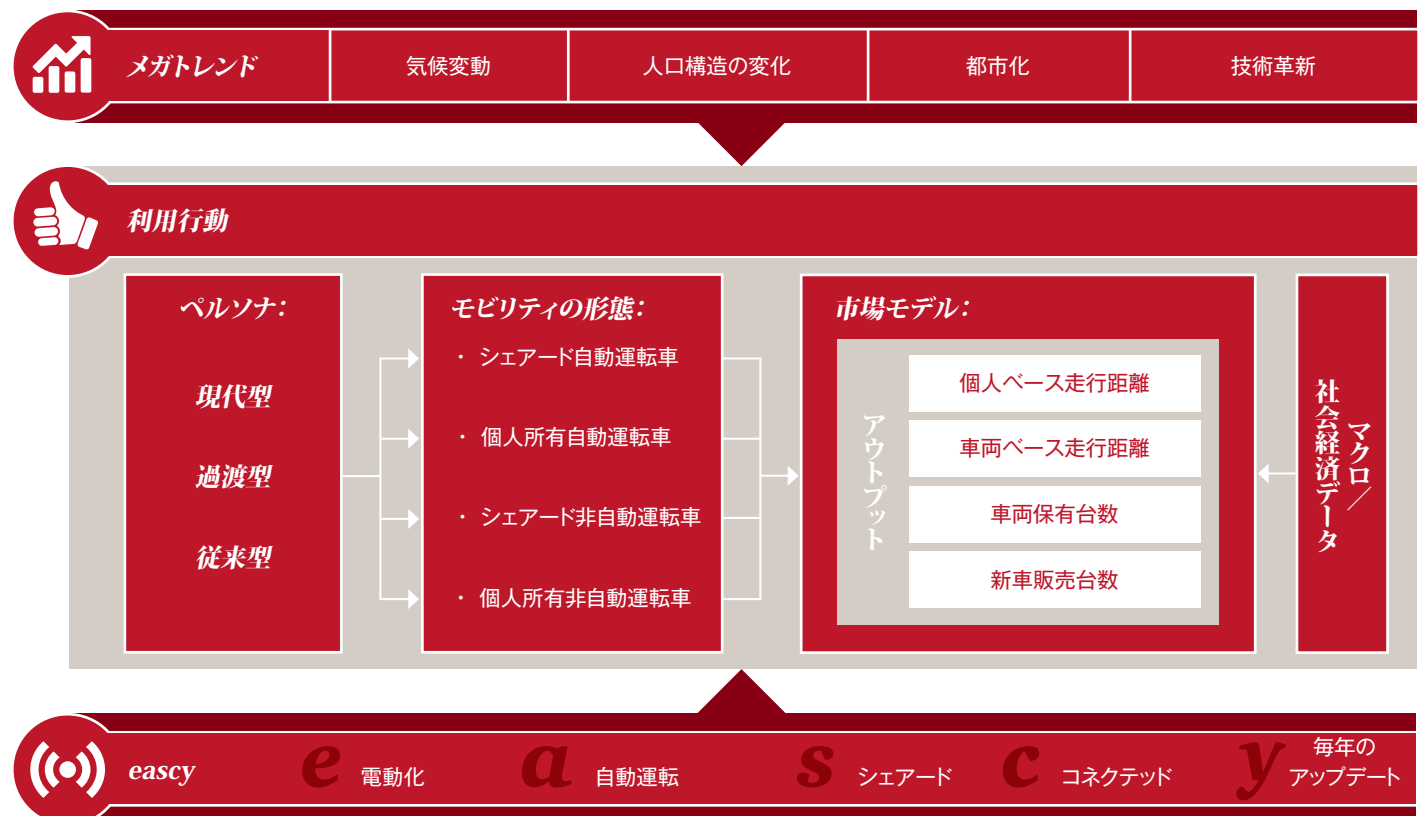 メガトレンド
気候変動
人口構造の変化
都市化
技術革新
利用行動
ペルソナ：
現代型
過渡型
従来型
モビリティの形態：
・ シェアード自動運転車
・ 個人所有自動運転車
・ シェアード非自動運転車
・ 個人所有非自動運転車
市場モデル：
アウトプット
個人ベース走行距離
車両ベース走行距離
車両保有台数
新車販売台数
マクロ／
社会経済データ
eascy
e 電動化
a 自動運転
s シェアード
c コネクテッド
y 毎年の
アップデート